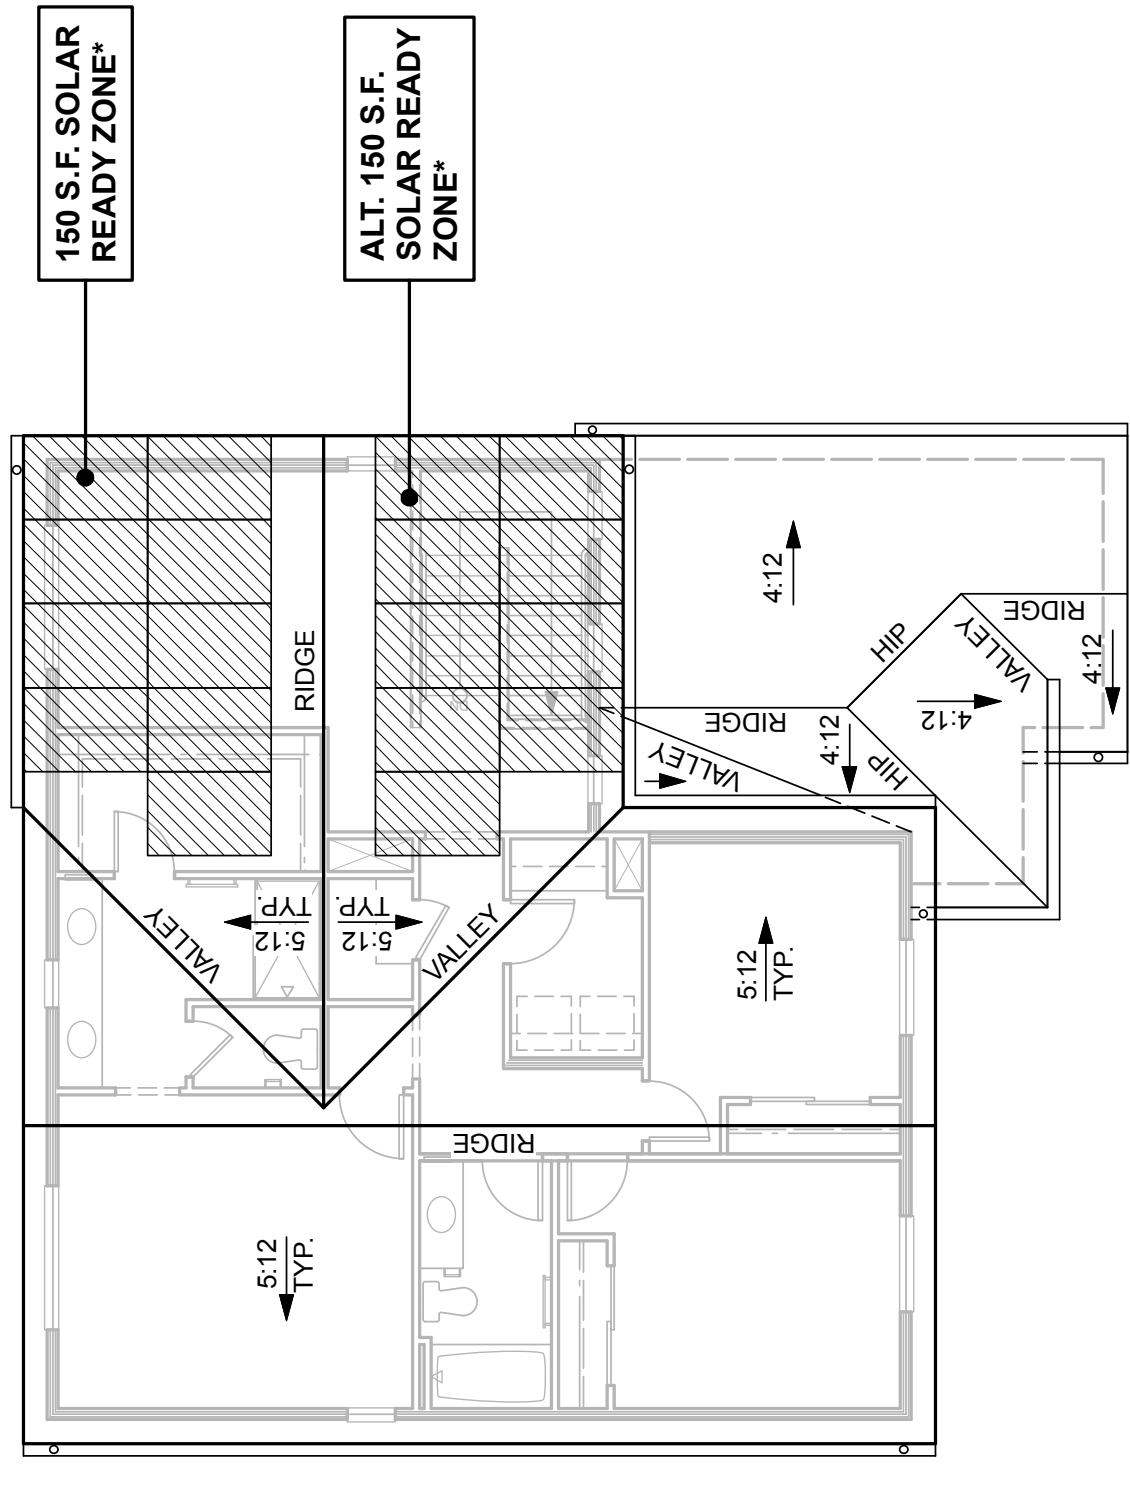 150 S.F. SOLAR
READY ZONE*
ALT. 150 S.F.
SOLAR READY
ZONE*
RIDGE
VALLEY
5:12
TYP.
5:12
TYP.
VALLEY
RIDGE
5:12
TYP.
5:12
TYP.
4:12
HIP
VALLEY
RIDGE
4:12
4:12
RIDGE
4:12
HIP
VALLEY